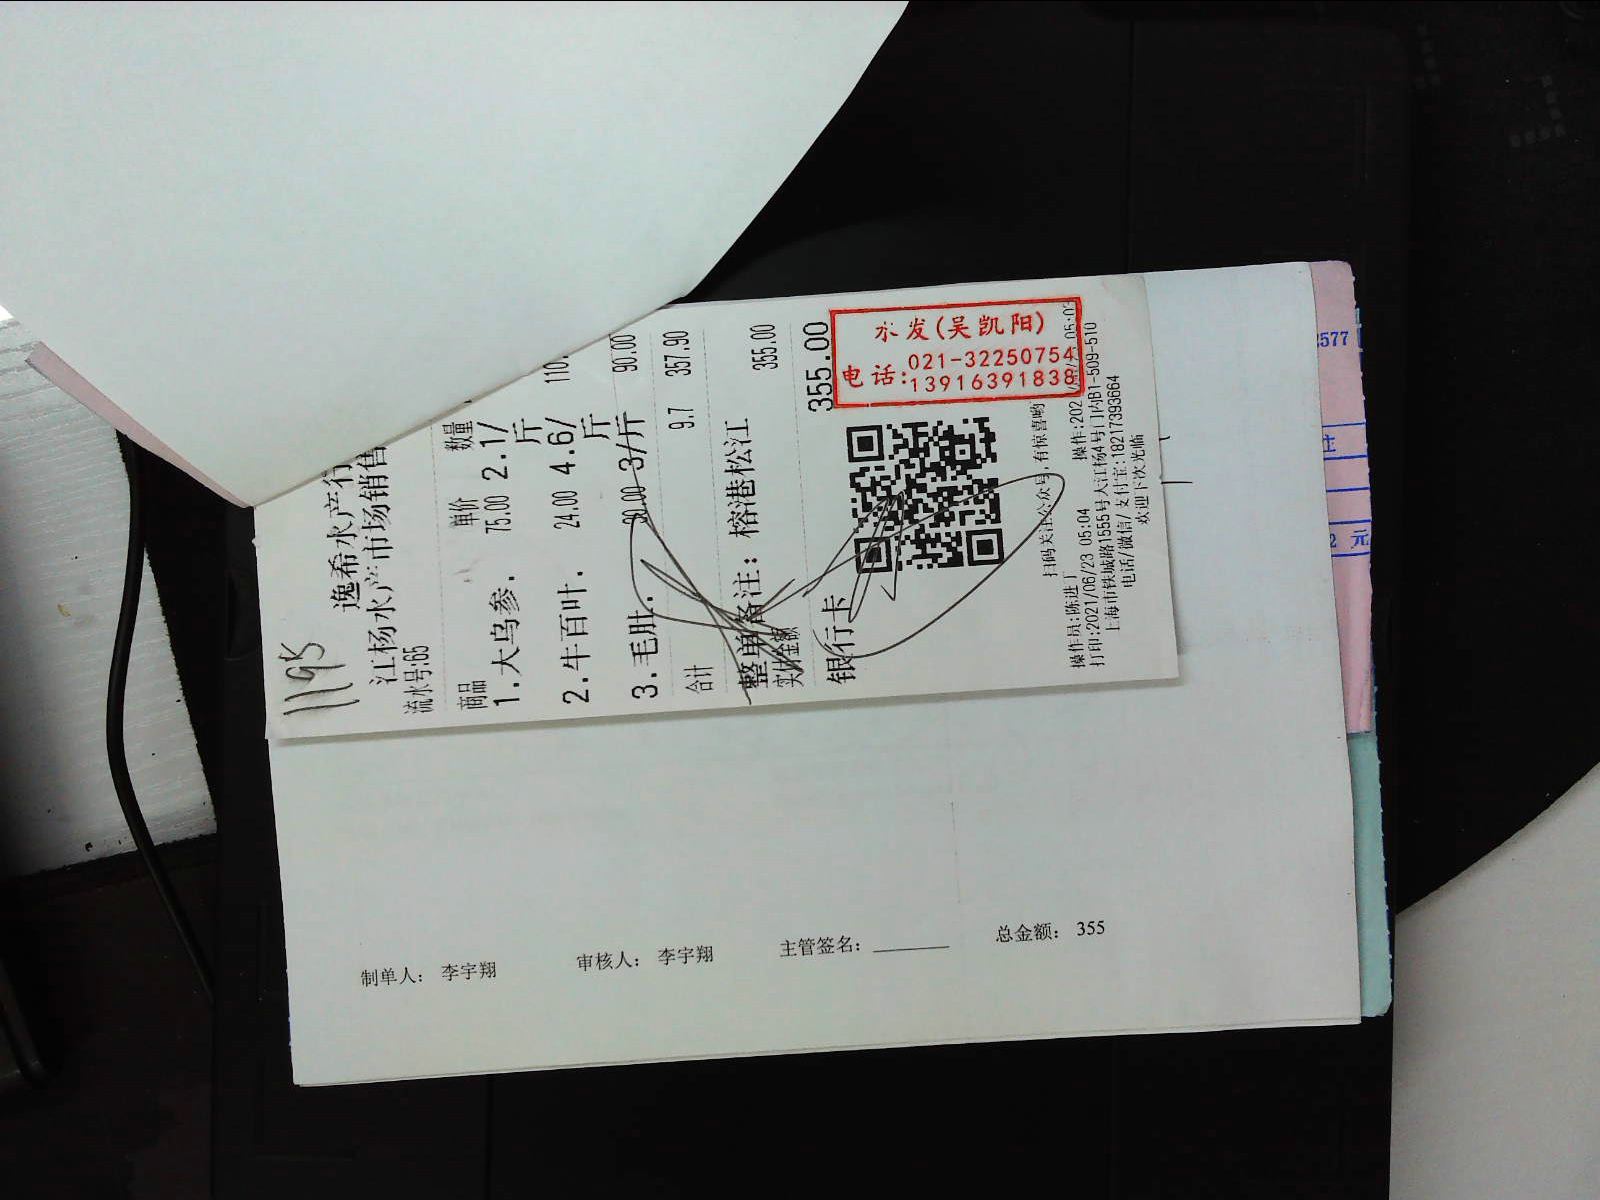 1195
逸希水产行
江杨水产市场销售
流水号:65
商品 单价 数量
1.大乌参. 75.00 2.1/斤
2.牛百叶. 24.00 4.6/斤 110.
3.毛肚. 30.00 3/斤 90.00
合计 9.7 357.90
整单备注: 榕港松江
实付金额 355.00
银行卡 355.00
水发(吴凯阳)
电话:021-32250754
13916391838
扫码关注公众号,有惊喜哟
操作员:陈进丁
打印:2021/06/23 05:04 操作:202
上海市铁城路1555号大江杨4号门内B1-509-510
电话/微信/支付宝:18217393664
欢迎下次光临
2577
2 元
制单人: 李宇翔 审核人: 李宇翔 主管签名: 总金额: 355